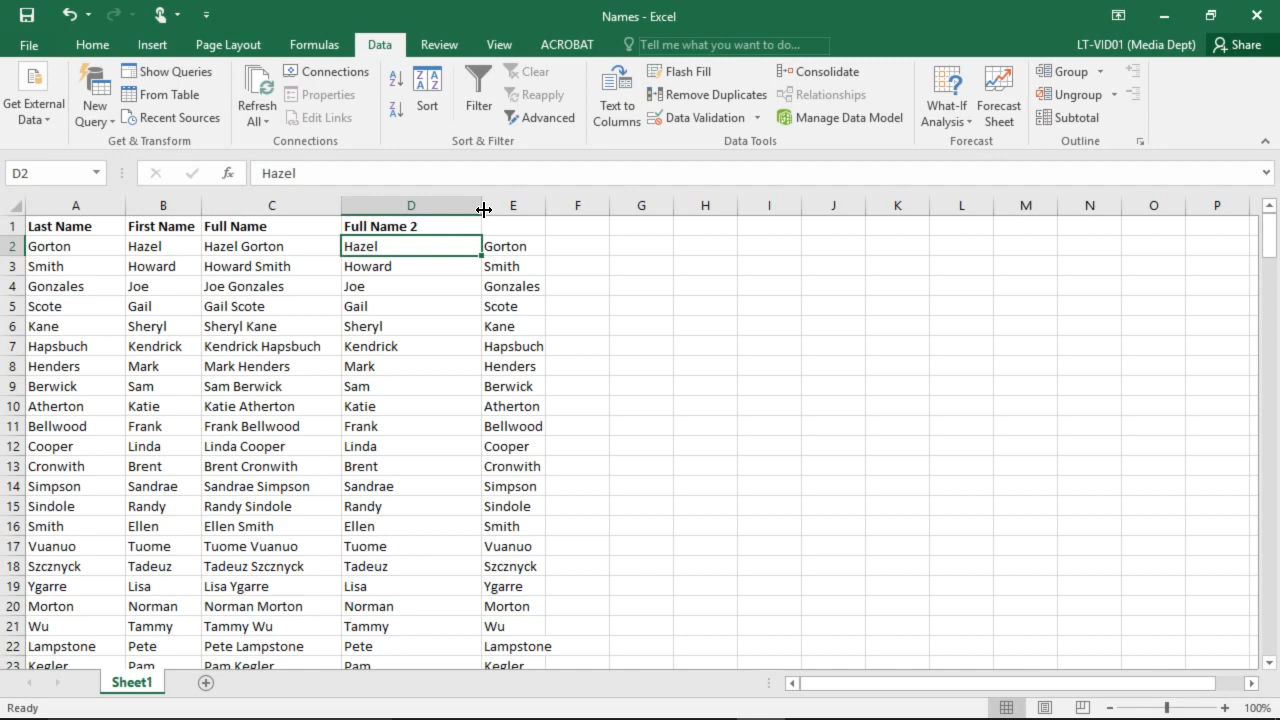 Names - Excel
File Home Insert Page Layout Formulas Data Review View ACROBAT Tell me what you want to do... LT-VID01 (Media Dept) Share
Get External Data
New Query
Show Queries
From Table
Recent Sources
Get & Transform
Refresh All
Connections
Properties
Edit Links
Connections
Sort
Filter
Clear
Reapply
Advanced
Sort & Filter
Text to Columns
Flash Fill
Remove Duplicates
Data Validation
Consolidate
Relationships
Manage Data Model
Data Tools
What-If Analysis
Forecast Sheet
Forecast
Group
Ungroup
Subtotal
Outline
D2 fx Hazel
A B C D E F G H I J K L M N O P
1 Last Name First Name Full Name Full Name 2
2 Gorton Hazel Hazel Gorton Hazel Gorton
3 Smith Howard Howard Smith Howard Smith
4 Gonzales Joe Joe Gonzales Joe Gonzales
5 Scote Gail Gail Scote Gail Scote
6 Kane Sheryl Sheryl Kane Sheryl Kane
7 Hapsbuch Kendrick Kendrick Hapsbuch Kendrick Hapsbuch
8 Henders Mark Mark Henders Mark Henders
9 Berwick Sam Sam Berwick Sam Berwick
10 Atherton Katie Katie Atherton Katie Atherton
11 Bellwood Frank Frank Bellwood Frank Bellwood
12 Cooper Linda Linda Cooper Linda Cooper
13 Cronwith Brent Brent Cronwith Brent Cronwith
14 Simpson Sandrae Sandrae Simpson Sandrae Simpson
15 Sindole Randy Randy Sindole Randy Sindole
16 Smith Ellen Ellen Smith Ellen Smith
17 Vuanuo Tuome Tuome Vuanuo Tuome Vuanuo
18 Szcznyck Tadeuz Tadeuz Szcznyck Tadeuz Szcznyck
19 Ygarre Lisa Lisa Ygarre Lisa Ygarre
20 Morton Norman Norman Morton Norman Morton
21 Wu Tammy Tammy Wu Tammy Wu
22 Lampstone Pete Pete Lampstone Pete Lampstone
23 Kegler Pam Pam Kegler Pam Kegler
Sheet1
Ready 100%